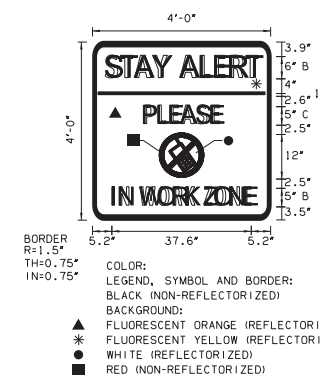 4'-0"
4'-0"
STAY ALERT
PLEASE
IN WORK ZONE
3.9"
6" B
4"
2.6"
5" C
2.5"
12"
2.5"
5" B
3.5"
5.2" 37.6" 5.2"
BORDER
R=1.5"
TH=0.75"
IN=0.75"
COLOR:
LEGEND, SYMBOL AND BORDER:
BLACK (NON-REFLECTORIZED)
BACKGROUND:
FLUORESCENT ORANGE (REFLECTORI
FLUORESCENT YELLOW (REFLECTORI
WHITE (REFLECTORIZED)
RED (NON-REFLECTORIZED)